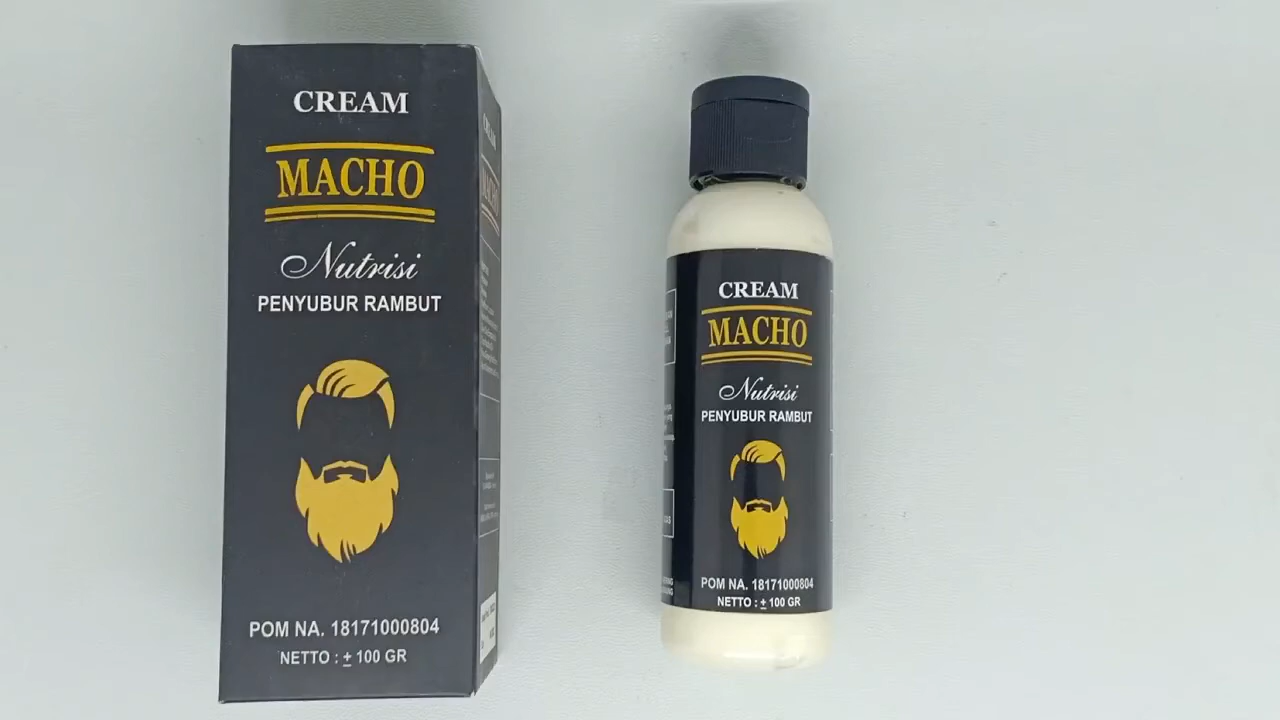 CREAM
MACHO
Nutrisi
PENYUBUR RAMBUT
POM NA. 18171000804
NETTO : ± 100 GR
CREAM
MACHO
Nutrisi
PENYUBUR RAMBUT
POM NA. 18171000804
NETTO : ± 100 GR